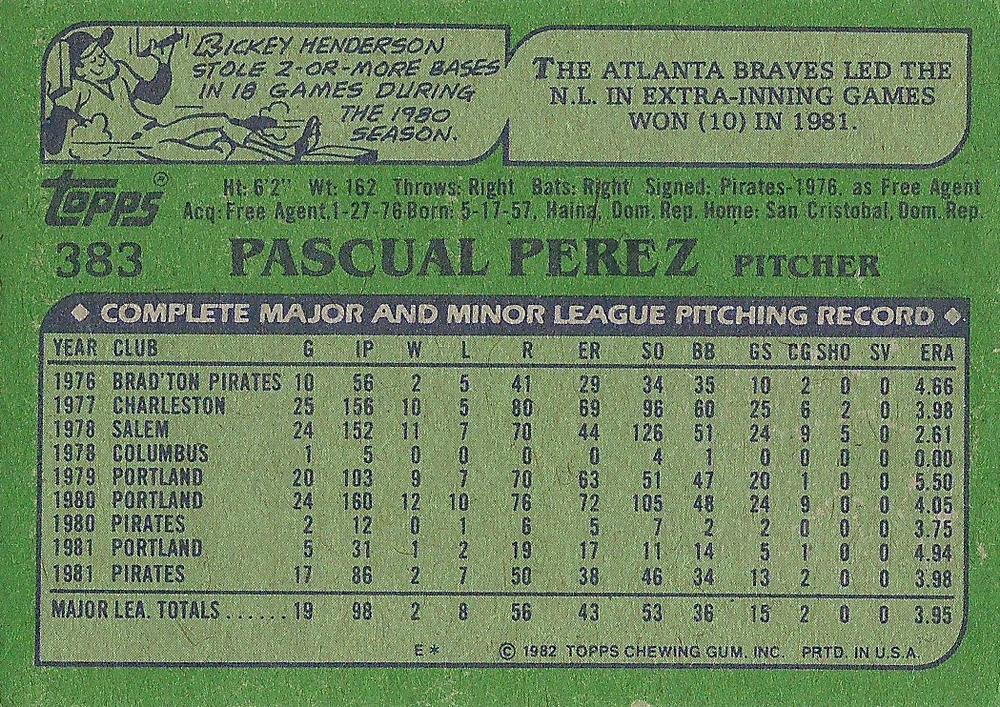 RICKEY HENDERSON
STOLE 2-OR-MORE BASES
IN 18 GAMES DURING
THE 1980
SEASON.
THE ATLANTA BRAVES LED THE
N.L. IN EXTRA-INNING GAMES
WON (10) IN 1981.
TOPPS®
Ht: 6'2" Wt: 162 Throws: Right Bats: Right Signed: Pirates-1976. as Free Agent
Acq: Free Agent, 1-27-76 Born: 5-17-57, Haina, Dom. Rep. Home: San Cristobal, Dom. Rep.
383 PASCUAL PEREZ PITCHER
◆ COMPLETE MAJOR AND MINOR LEAGUE PITCHING RECORD ◆
YEAR CLUB G IP W L R ER SO BB GS CG SHO SV ERA
1976 BRAD'TON PIRATES 10 56 2 5 41 29 34 35 10 2 0 0 4.66
1977 CHARLESTON 25 156 10 5 80 69 96 60 25 6 2 0 3.98
1978 SALEM 24 152 11 7 70 44 126 51 24 9 5 0 2.61
1978 COLUMBUS 1 5 0 0 0 0 4 1 0 0 0 0 0.00
1979 PORTLAND 20 103 9 7 70 63 51 47 20 1 0 0 5.50
1980 PORTLAND 24 160 12 10 76 72 105 48 24 9 0 0 4.05
1980 PIRATES 2 12 0 1 6 5 7 2 2 0 0 0 3.75
1981 PORTLAND 5 31 1 2 19 17 11 14 5 1 0 0 4.94
1981 PIRATES 17 86 2 7 50 38 46 34 13 2 0 0 3.98
MAJOR LEA. TOTALS...... 19 98 2 8 56 43 53 36 15 2 0 0 3.95
E* © 1982 TOPPS CHEWING GUM. INC. PRTD. IN U.S.A.